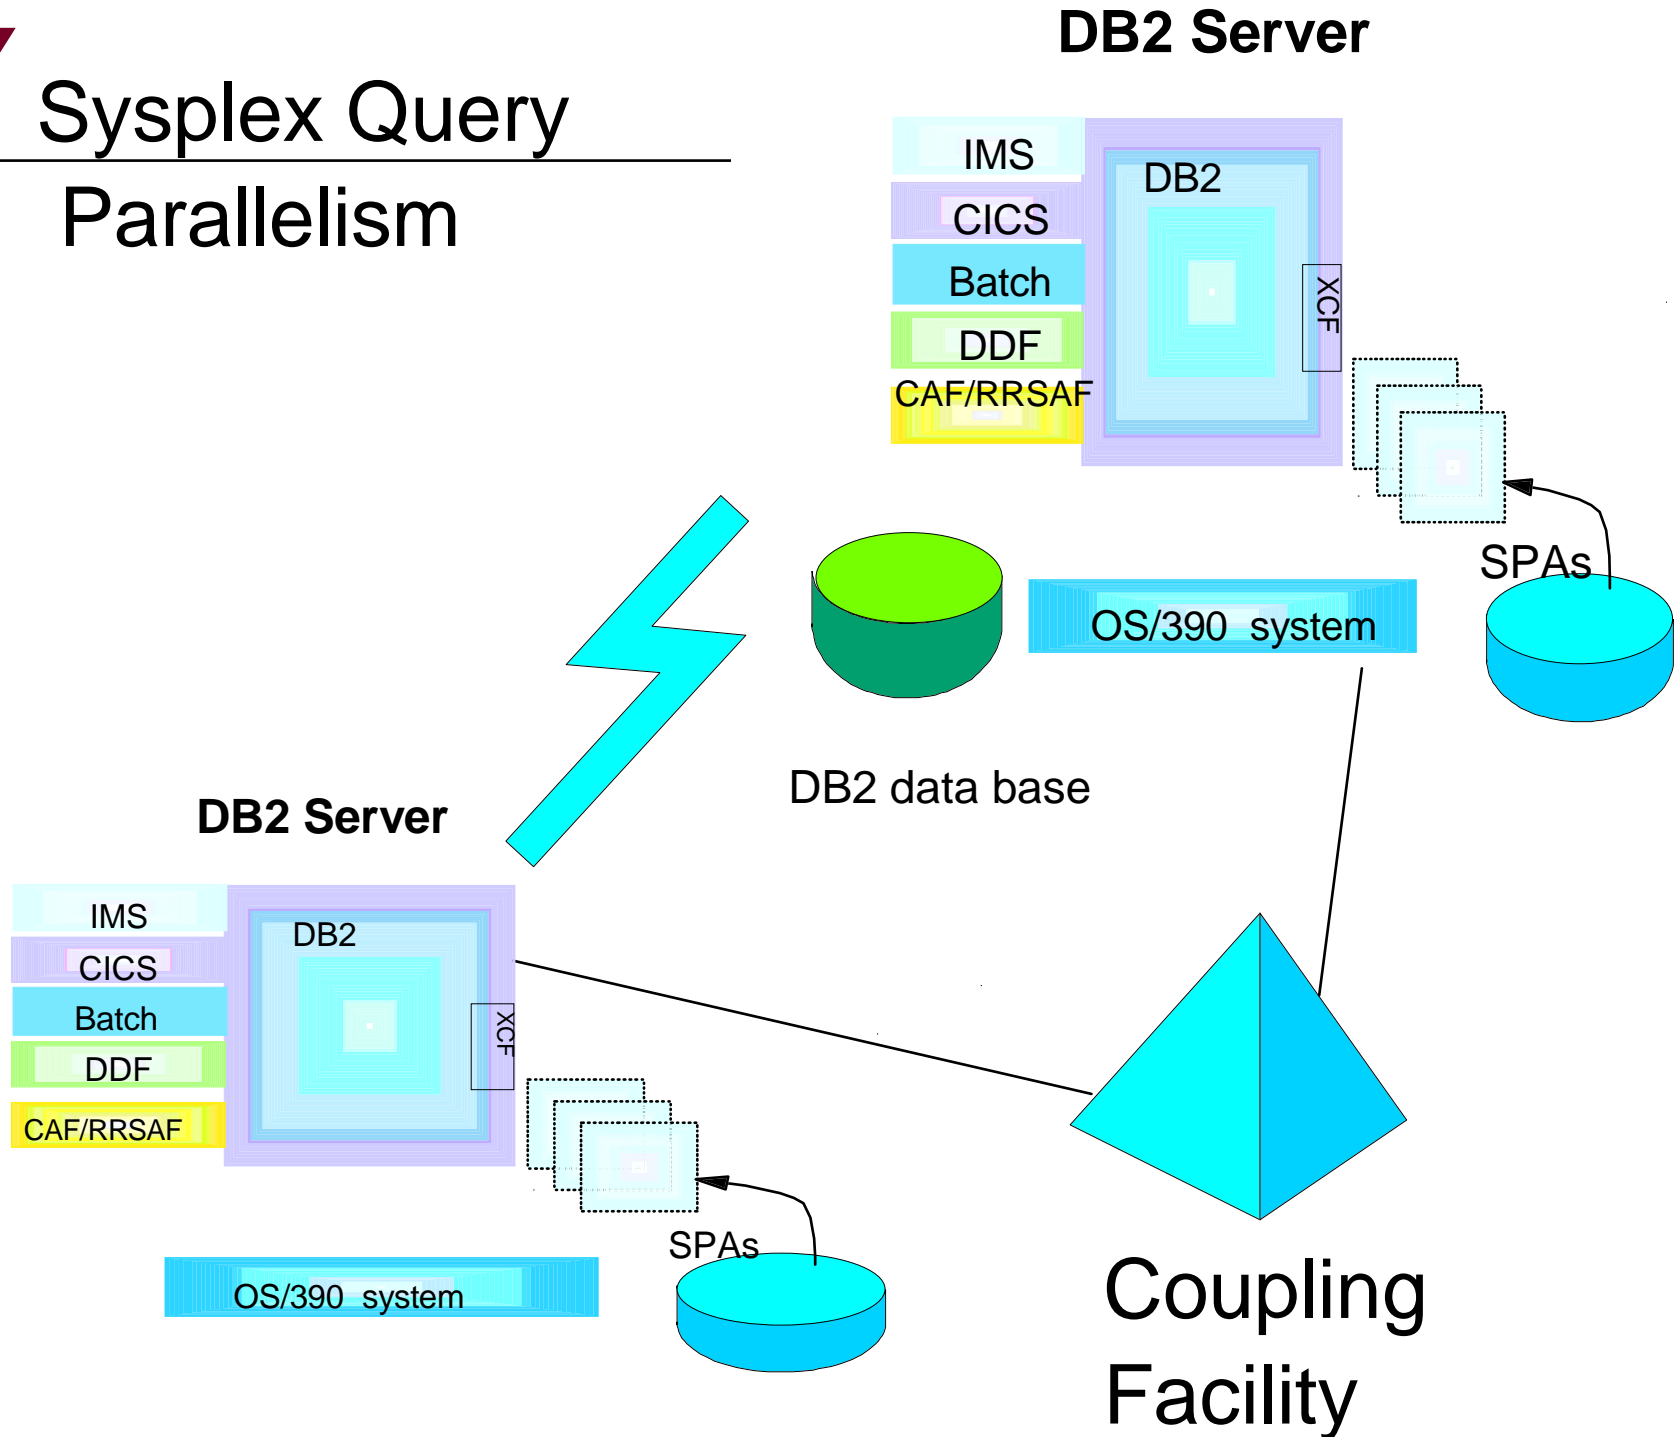 DB2 Server
Sysplex Query
Parallelism
IMS
CICS
Batch
DDF
CAF/RRSAF
DB2
XCF
SPAs
OS/390 system
DB2 data base
DB2 Server
IMS
CICS
Batch
DDF
CAF/RRSAF
DB2
XCF
SPAs
OS/390 system
Coupling
Facility